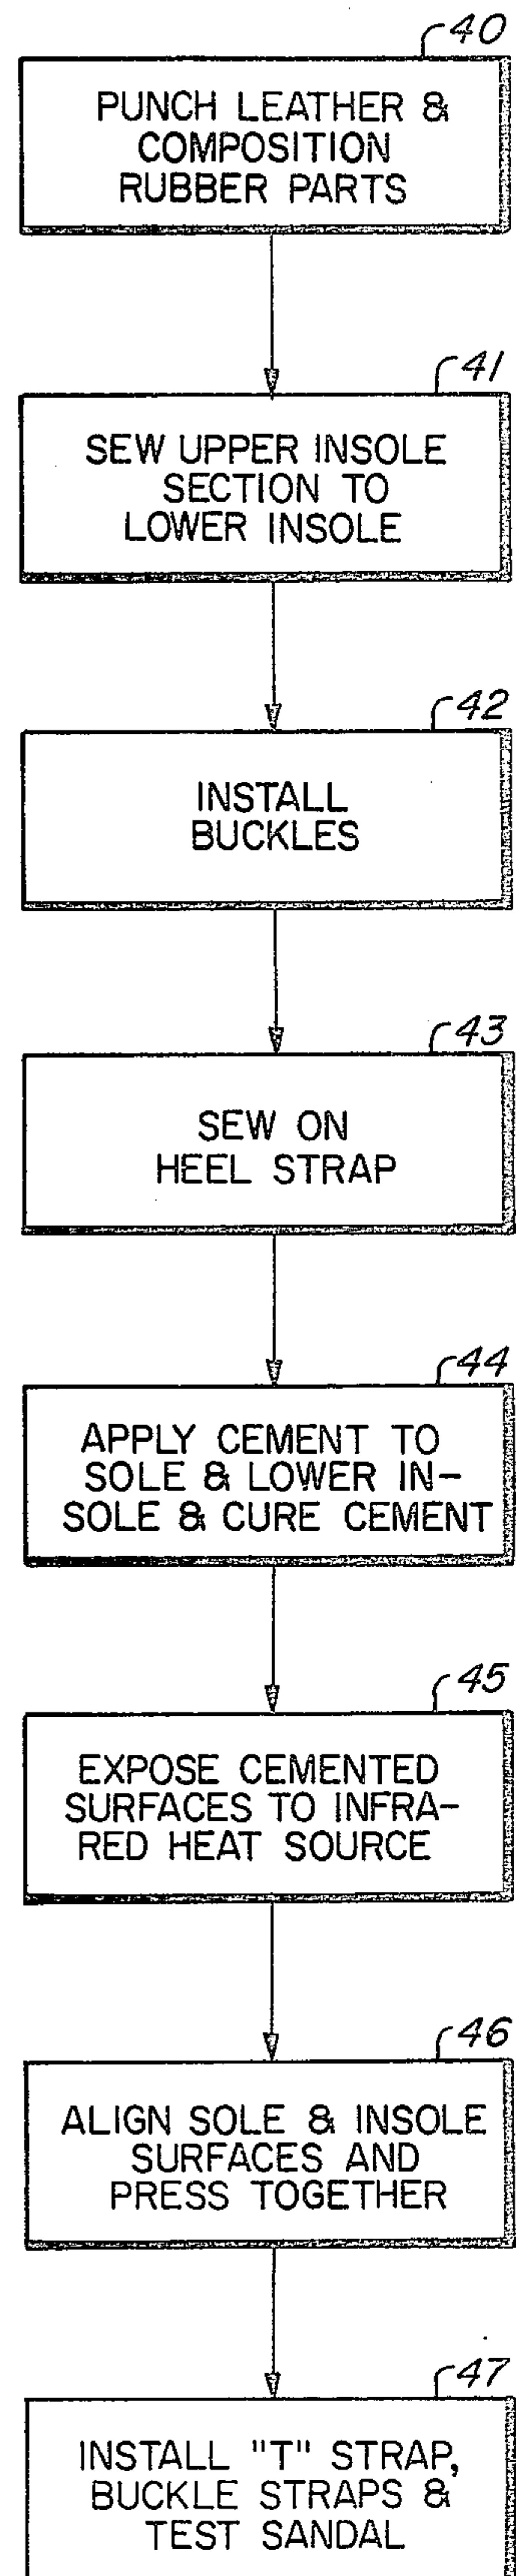 40
PUNCH LEATHER &
COMPOSITION
RUBBER PARTS
41
SEW UPPER INSOLE
SECTION TO
LOWER INSOLE
42
INSTALL
BUCKLES
43
SEW ON
HEEL STRAP
44
APPLY CEMENT TO
SOLE & LOWER IN-
SOLE & CURE CEMENT
45
EXPOSE CEMENTED
SURFACES TO INFRA-
RED HEAT SOURCE
46
ALIGN SOLE & INSOLE
SURFACES AND
PRESS TOGETHER
47
INSTALL "T" STRAP,
BUCKLE STRAPS &
TEST SANDAL